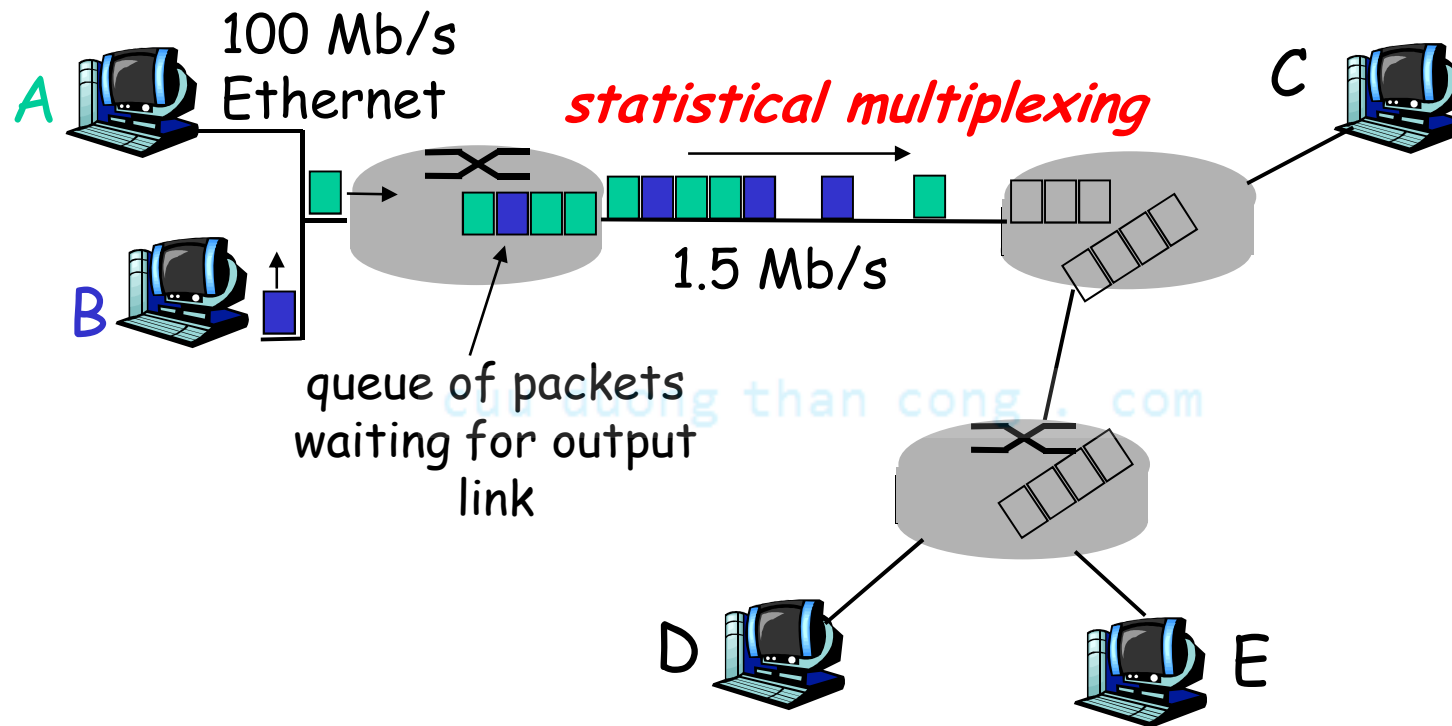 100 Mb/s
Ethernet
A
statistical multiplexing
C
1.5 Mb/s
B
queue of packets
waiting for output
link
cuu duong than cong . com
D
E